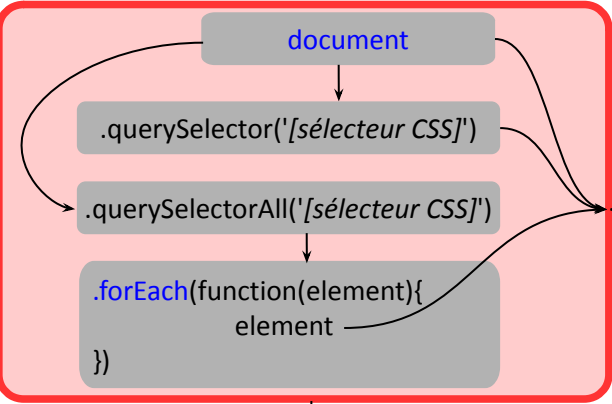 document
.querySelector('[sélecteur CSS]')
.querySelectorAll('[sélecteur CSS]')
.forEach(function(element){
element
})